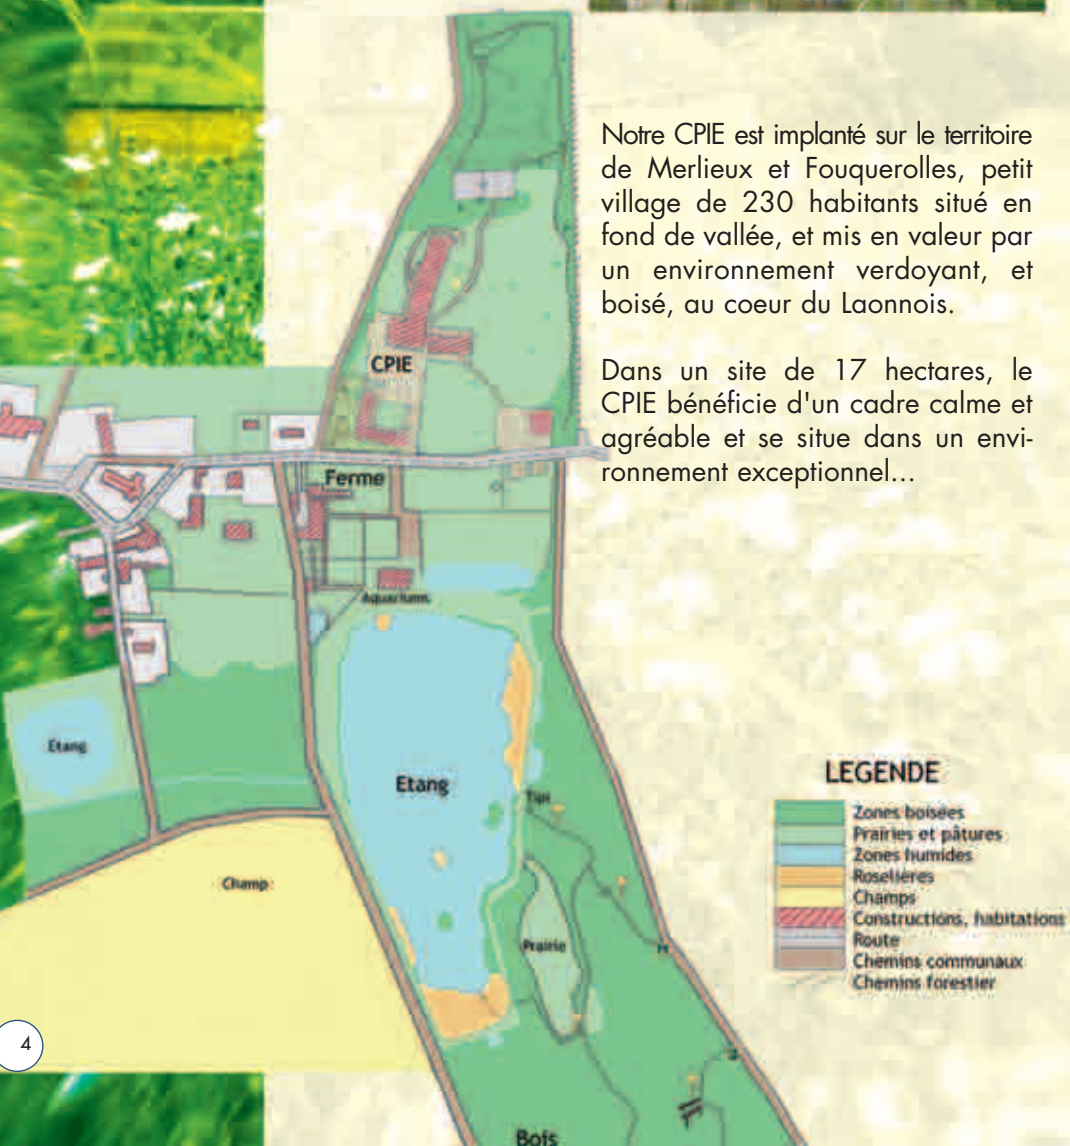 Notre CPIE est implanté sur le territoire
de Merlieux et Fouquerolles, petit
village de 230 habitants situé en
fond de vallée, et mis en valeur par
un environnement verdoyant, et
boisé, au coeur du Laonnois.
Dans un site de 17 hectares, le
CPIE bénéficie d'un cadre calme et
agréable et se situe dans un envi-
ronnement exceptionnel...
CPIE
Ferme
Aquariums
Etang
Etang
Tipi
Champ
Prairie
Bois
LEGENDE
Zones boisées
Prairies et pâtures
Zones humides
Roselières
Champs
Constructions, habitations
Route
Chemins communaux
Chemins forestier
4